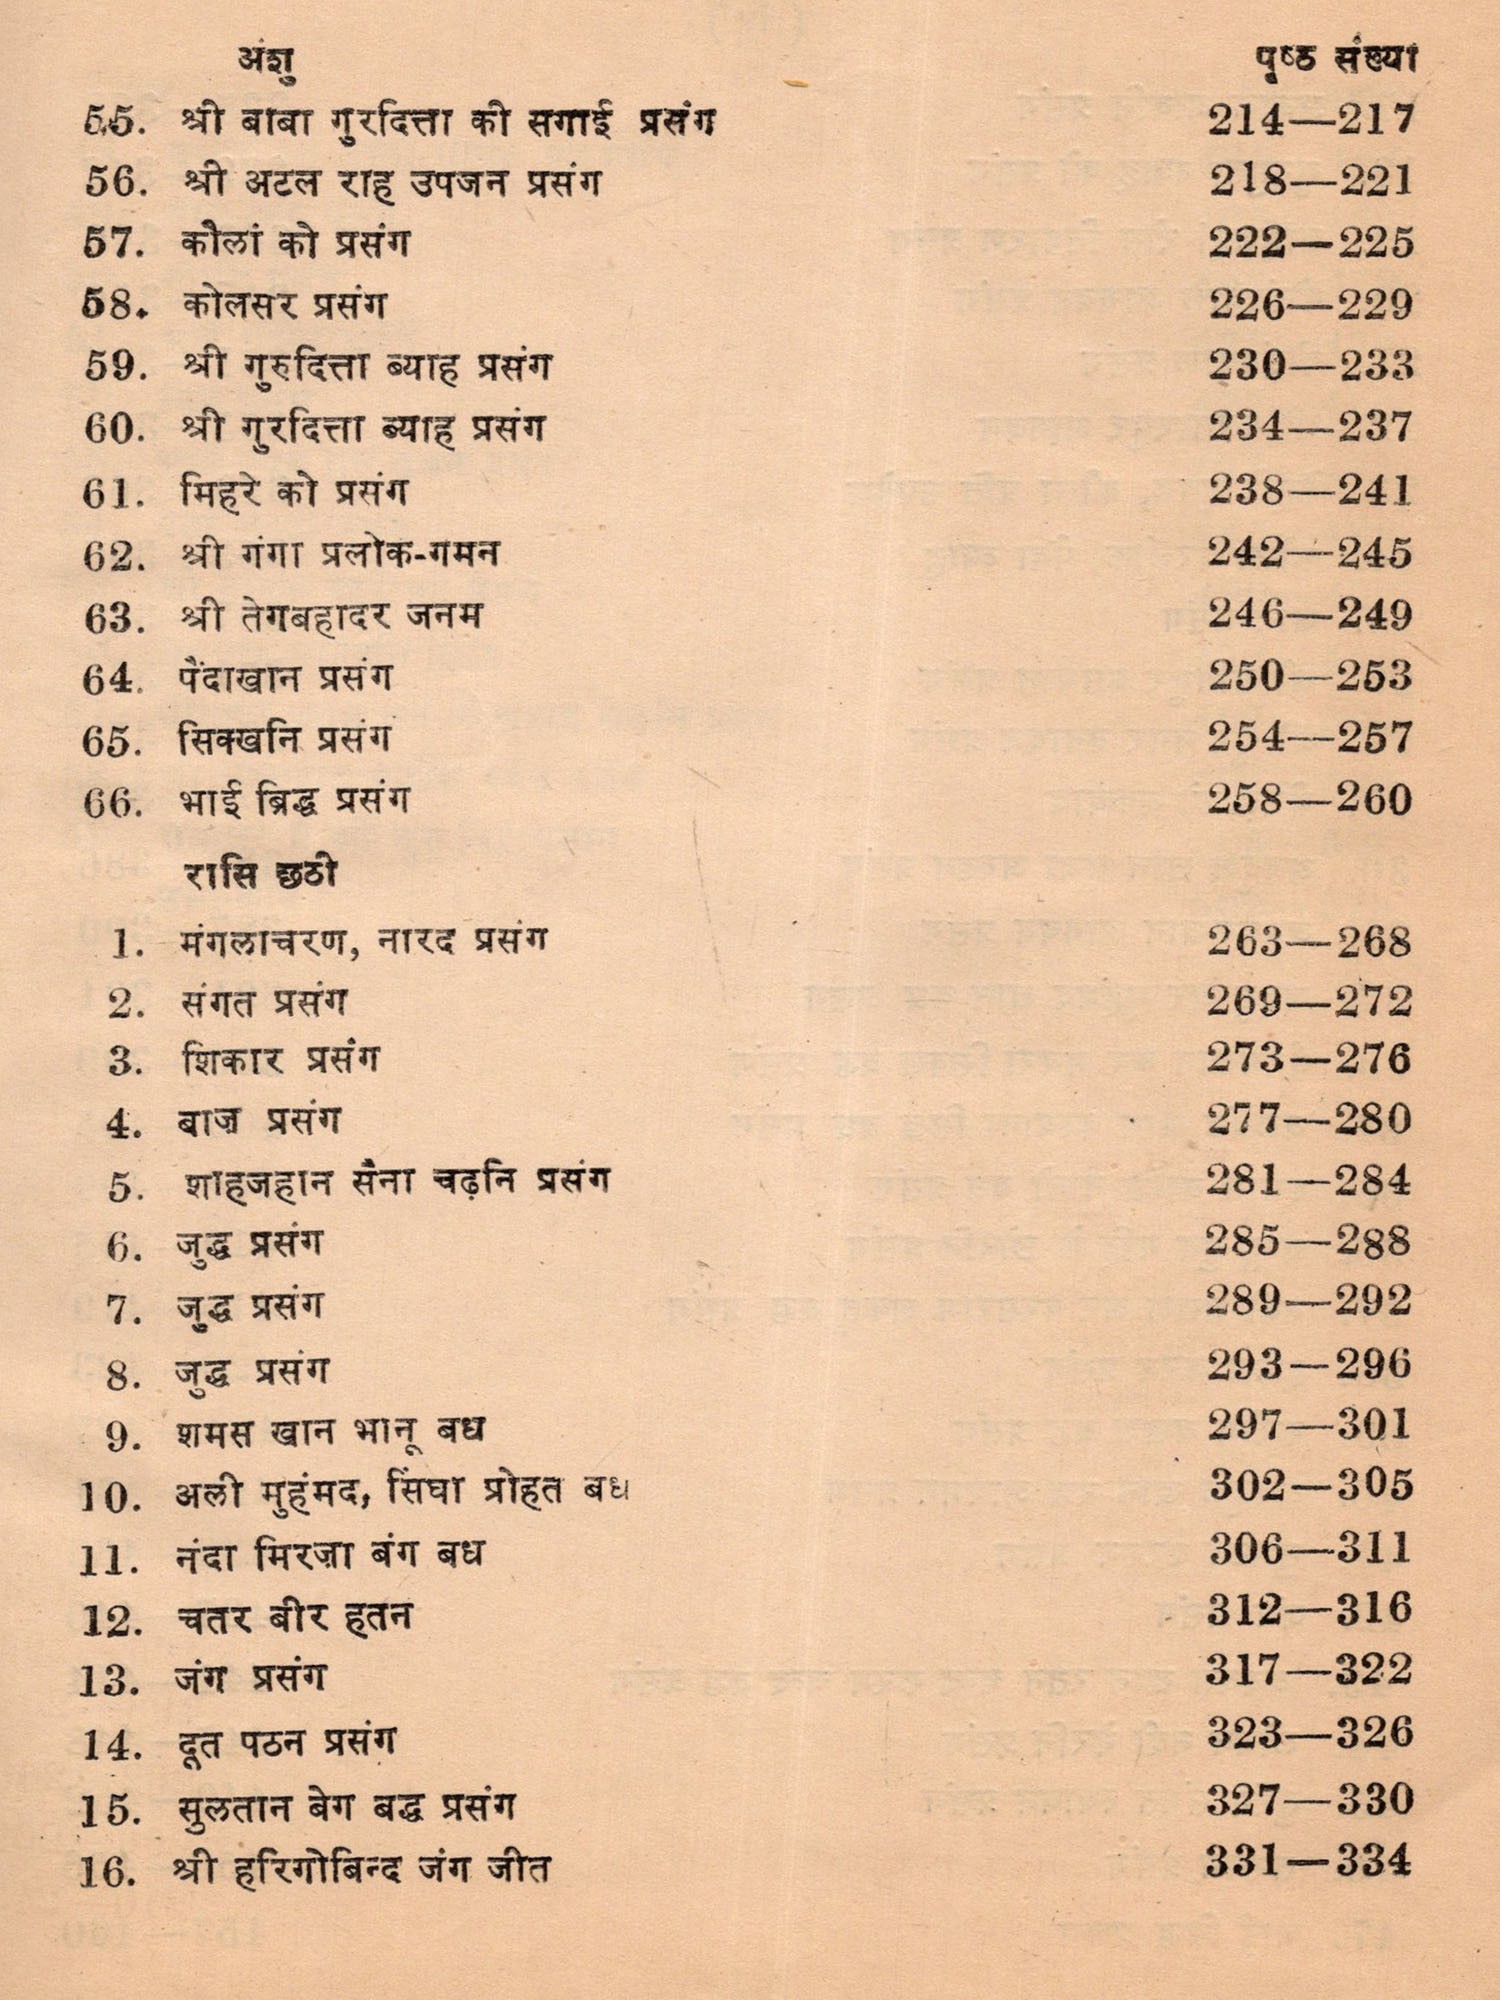 अंशु पृष्ठ संख्या
55. श्री बाबा गुरदित्ता की सगाई प्रसंग 214—217
56. श्री अटल राह उपजन प्रसंग 218—221
57. कौलां को प्रसंग 222—225
58. कोलसर प्रसंग 226—229
59. श्री गुरुदित्ता ब्याह प्रसंग 230—233
60. श्री गुरदित्ता ब्याह प्रसंग 234—237
61. मिहरे को प्रसंग 238—241
62. श्री गंगा प्रलोक-गमन 242—245
63. श्री तेगबहादर जनम 246—249
64. पैंदाखान प्रसंग 250—253
65. सिक्खनि प्रसंग 254—257
66. भाई ब्रिद्ध प्रसंग 258—260
रासि छठी
1. मंगलाचरण, नारद प्रसंग 263—268
2. संगत प्रसंग 269—272
3. शिकार प्रसंग 273—276
4. बाज़ प्रसंग 277—280
5. शाहजहान सैना चढ़नि प्रसंग 281—284
6. जुद्ध प्रसंग 285—288
7. जुद्ध प्रसंग 289—292
8. जुद्ध प्रसंग 293—296
9. शमस खान भानू बध 297—301
10. अली मुहंमद, सिंघा प्रोहत बध 302—305
11. नंदा मिरज़ा बंग बध 306—311
12. चतर बीर हतन 312—316
13. जंग प्रसंग 317—322
14. दूत पठन प्रसंग 323—326
15. सुलतान बेग बद्ध प्रसंग 327—330
16. श्री हरिगोबिन्द जंग जीत 331—334